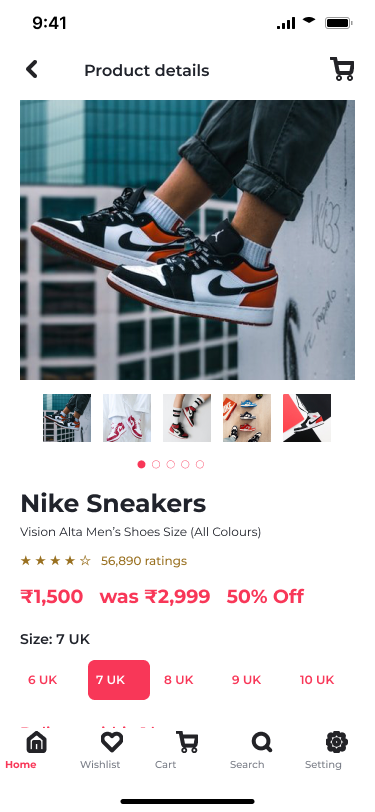 9:41
Product details
Nike Sneakers
Vision Alta Men's Shoes Size (All Colours)
★ ★ ★ ★ ☆ 56,890 ratings
₹1,500 was ₹2,999 50% Off
Size: 7 UK
6 UK 7 UK 8 UK 9 UK 10 UK
Home Wishlist Cart Search Setting